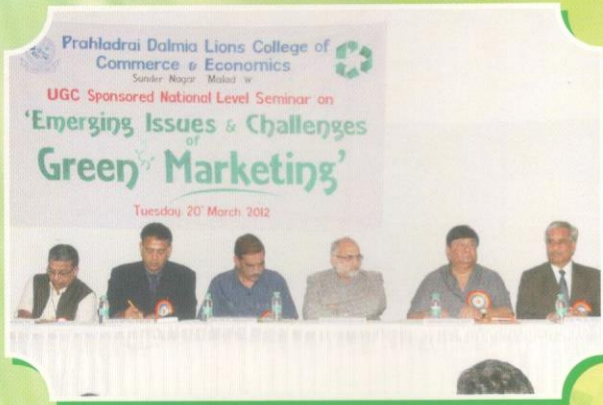 Prahladrai Dalmia Lions College of
Commerce & Economics
Sunder Nagar Malad W
UGC Sponsored National Level Seminar on
'Emerging Issues & Challenges
of
Green Marketing'
Tuesday 20th March 2012